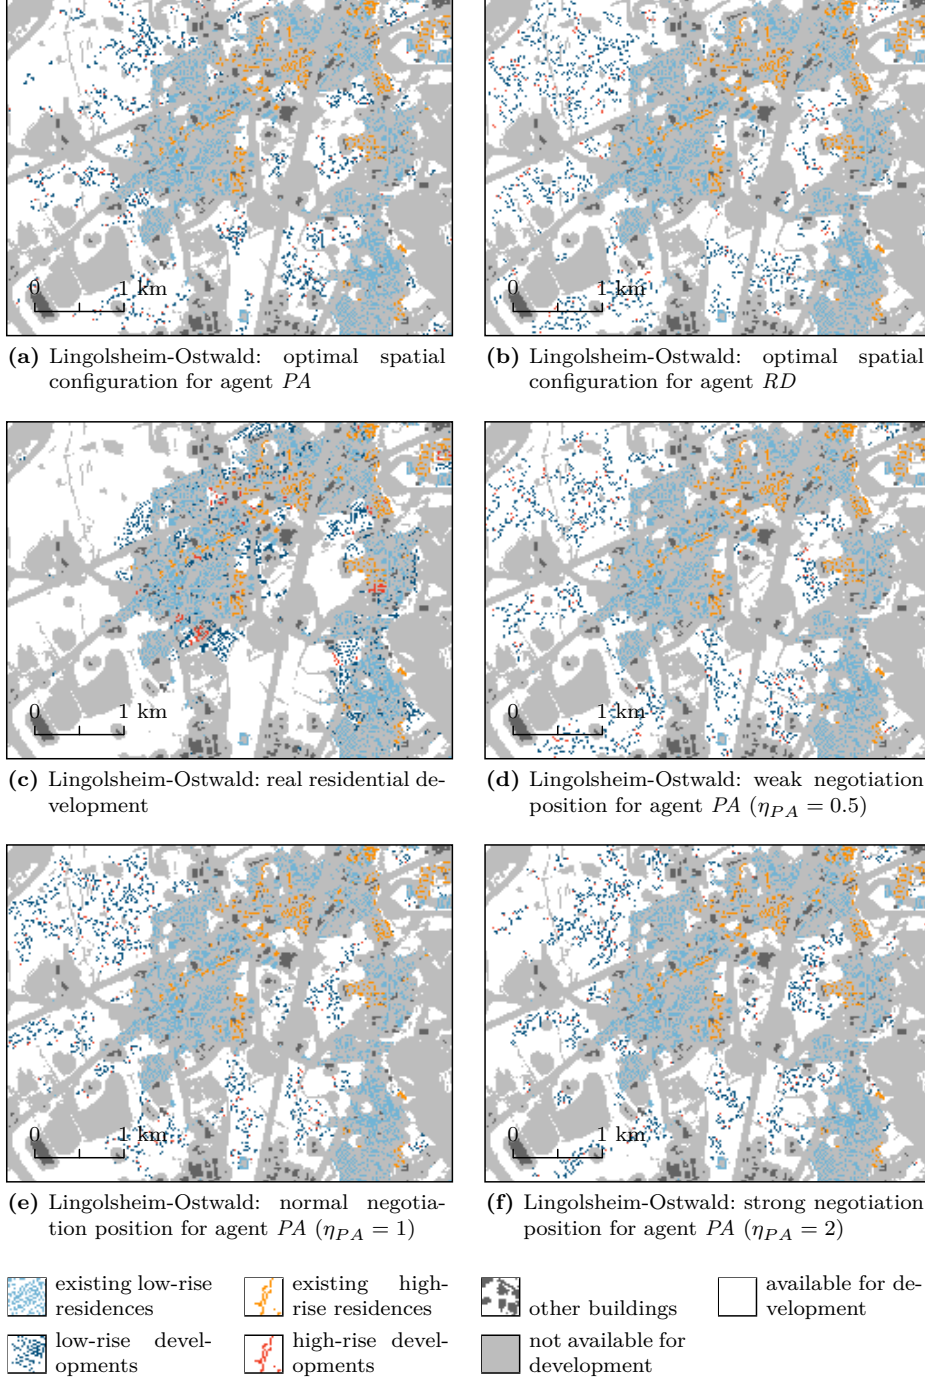 0 1 km
0 1 km
(a) Lingolsheim-Ostwald: optimal spatial
configuration for agent PA
(b) Lingolsheim-Ostwald: optimal spatial
configuration for agent RD
0 1 km
0 1 km
(c) Lingolsheim-Ostwald: real residential de-
velopment
(d) Lingolsheim-Ostwald: weak negotiation
position for agent PA (ηPA = 0.5)
0 1 km
0 1 km
(e) Lingolsheim-Ostwald: normal negotia-
tion position for agent PA (ηPA = 1)
(f) Lingolsheim-Ostwald: strong negotiation
position for agent PA (ηPA = 2)
existing low-rise
residences
existing high-
rise residences
other buildings
available for de-
velopment
low-rise devel-
opments
high-rise devel-
opments
not available for
development